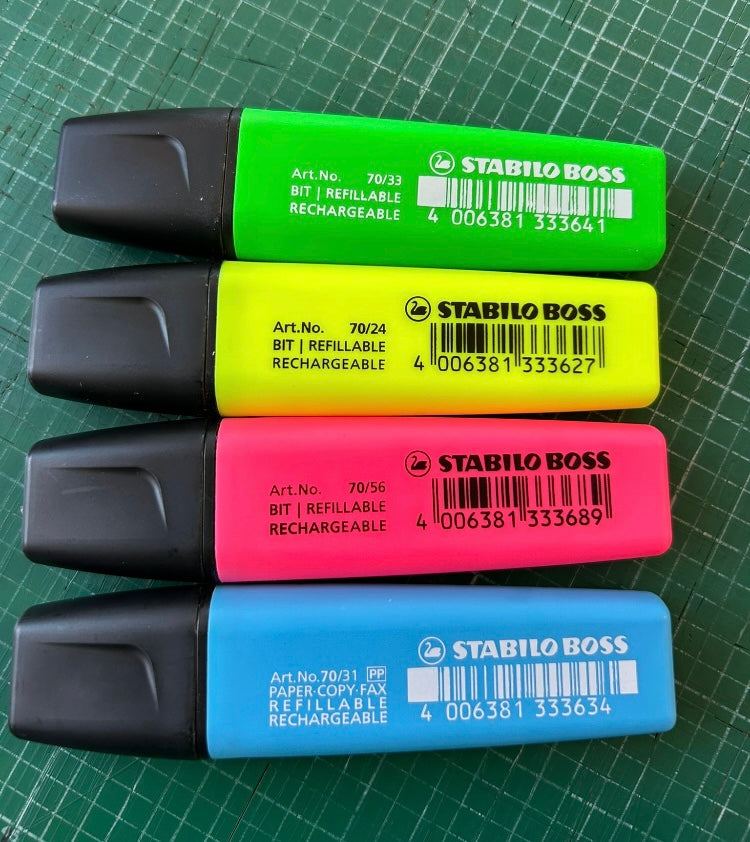 STABILO BOSS
Art.No. 70/33
BIT | REFILLABLE
RECHARGEABLE
4 006381 333641
STABILO BOSS
Art.No. 70/24
BIT | REFILLABLE
RECHARGEABLE
4 006381 333627
STABILO BOSS
Art.No. 70/56
BIT | REFILLABLE
RECHARGEABLE
4 006381 333689
STABILO BOSS
Art.No.70/31 PP
PAPER·COPY·FAX
REFILLABLE
RECHARGEABLE
4 006381 333634